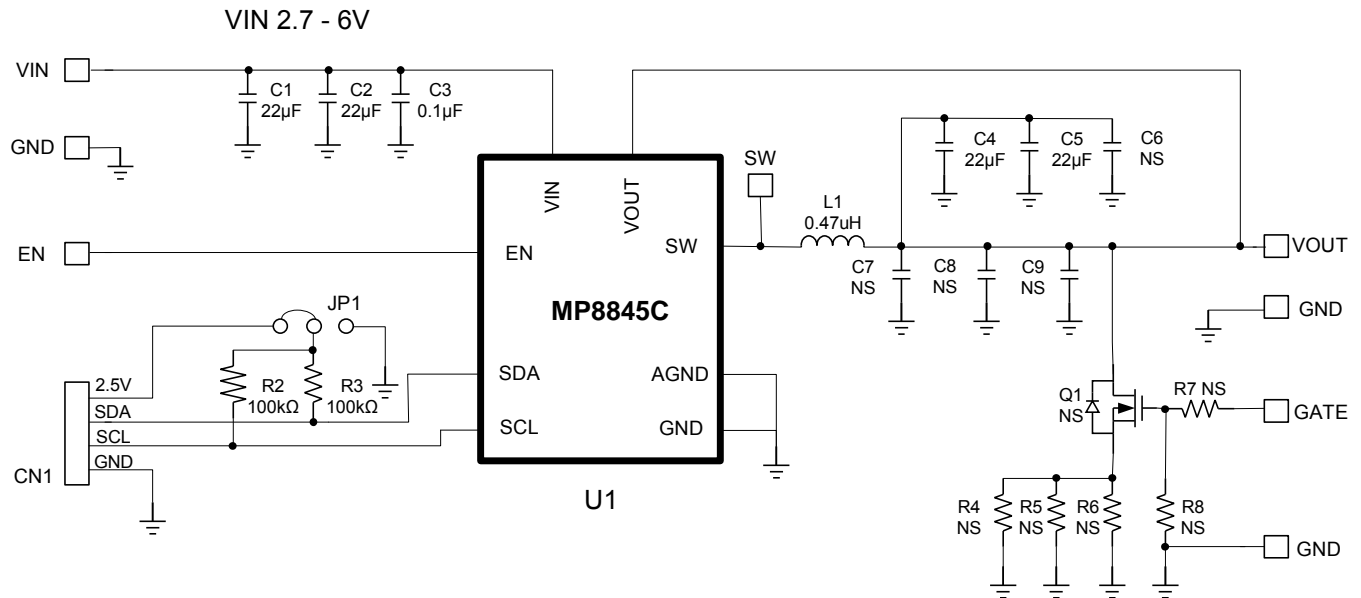 VIN 2.7 - 6V
VIN
C1
22µF
C2
22µF
C3
0.1µF
GND
C4
22µF
C5
22µF
C6
NS
SW
VIN
VOUT
L1
0.47uH
EN
EN
SW
VOUT
C7
NS
C8
NS
C9
NS
MP8845C
JP1
GND
2.5V
R2
100kΩ
R3
100kΩ
SDA
AGND
SDA
SCL
SCL
GND
GND
CN1
Q1
NS
R7 NS
GATE
U1
R4
NS
R5
NS
R6
NS
R8
NS
GND